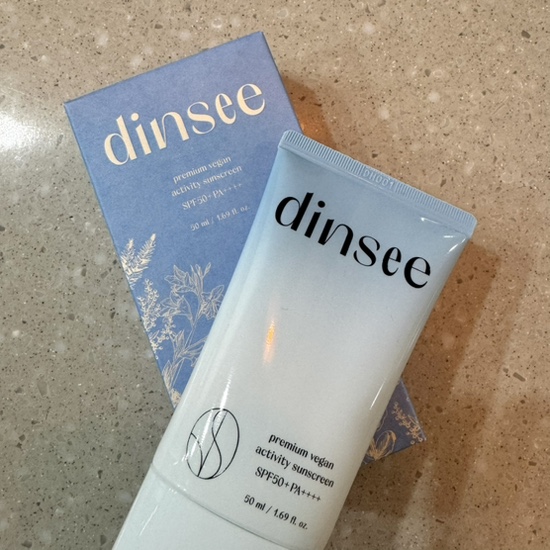 dinsee
premium vegan
activity sunscreen
SPF50+PA++++
50 ml / 1.69 fl. oz.
dinsee
premium vegan
activity sunscreen
SPF50+PA++++
50 ml / 1.69 fl. oz.